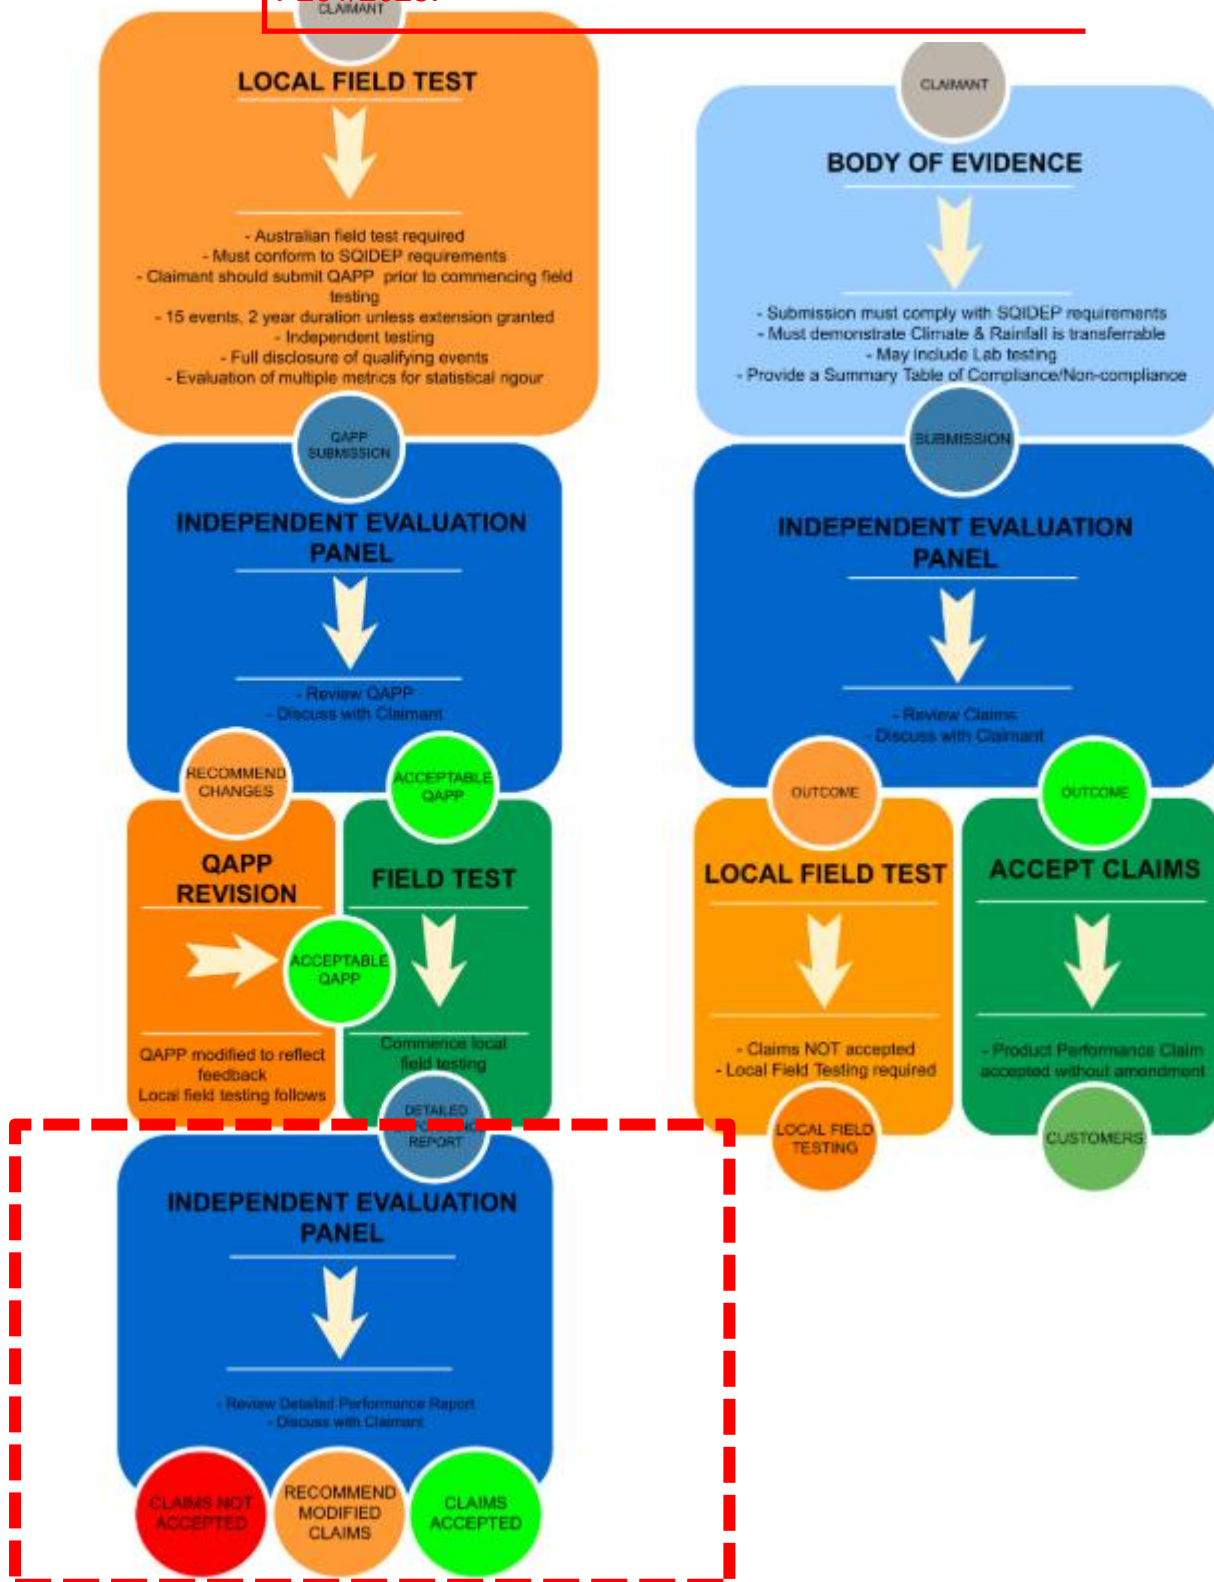 CLAIMANT
LOCAL FIELD TEST
- Australian field test required
- Must conform to SQIDEP requirements
- Claimant should submit QAPP prior to commencing field
testing
- 15 events, 2 year duration unless extension granted
- Independent testing
- Full disclosure of qualifying events
- Evaluation of multiple metrics for statistical rigour
QAPP
SUBMISSION
INDEPENDENT EVALUATION
PANEL
- Review QAPP
- Discuss with Claimant
RECOMMEND
CHANGES
ACCEPTABLE
QAPP
QAPP
REVISION
ACCEPTABLE
QAPP
QAPP modified to reflect
feedback
Local field testing follows
FIELD TEST
Commence local
field testing
DETAILED
REPORT
INDEPENDENT EVALUATION
PANEL
- Review Detailed Performance Report
- Discuss with Claimant
CLAIMS NOT
ACCEPTED
RECOMMEND
MODIFIED
CLAIMS
CLAIMS
ACCEPTED
CLAIMANT
BODY OF EVIDENCE
- Submission must comply with SQIDEP requirements
- Must demonstrate Climate & Rainfall is transferrable
- May include Lab testing
- Provide a Summary Table of Compliance/Non-compliance
SUBMISSION
INDEPENDENT EVALUATION
PANEL
- Review Claims
- Discuss with Claimant
OUTCOME
OUTCOME
LOCAL FIELD TEST
- Claims NOT accepted
- Local Field Testing required
LOCAL FIELD
TESTING
ACCEPT CLAIMS
- Product Performance Claim
accepted without amendment
CUSTOMERS